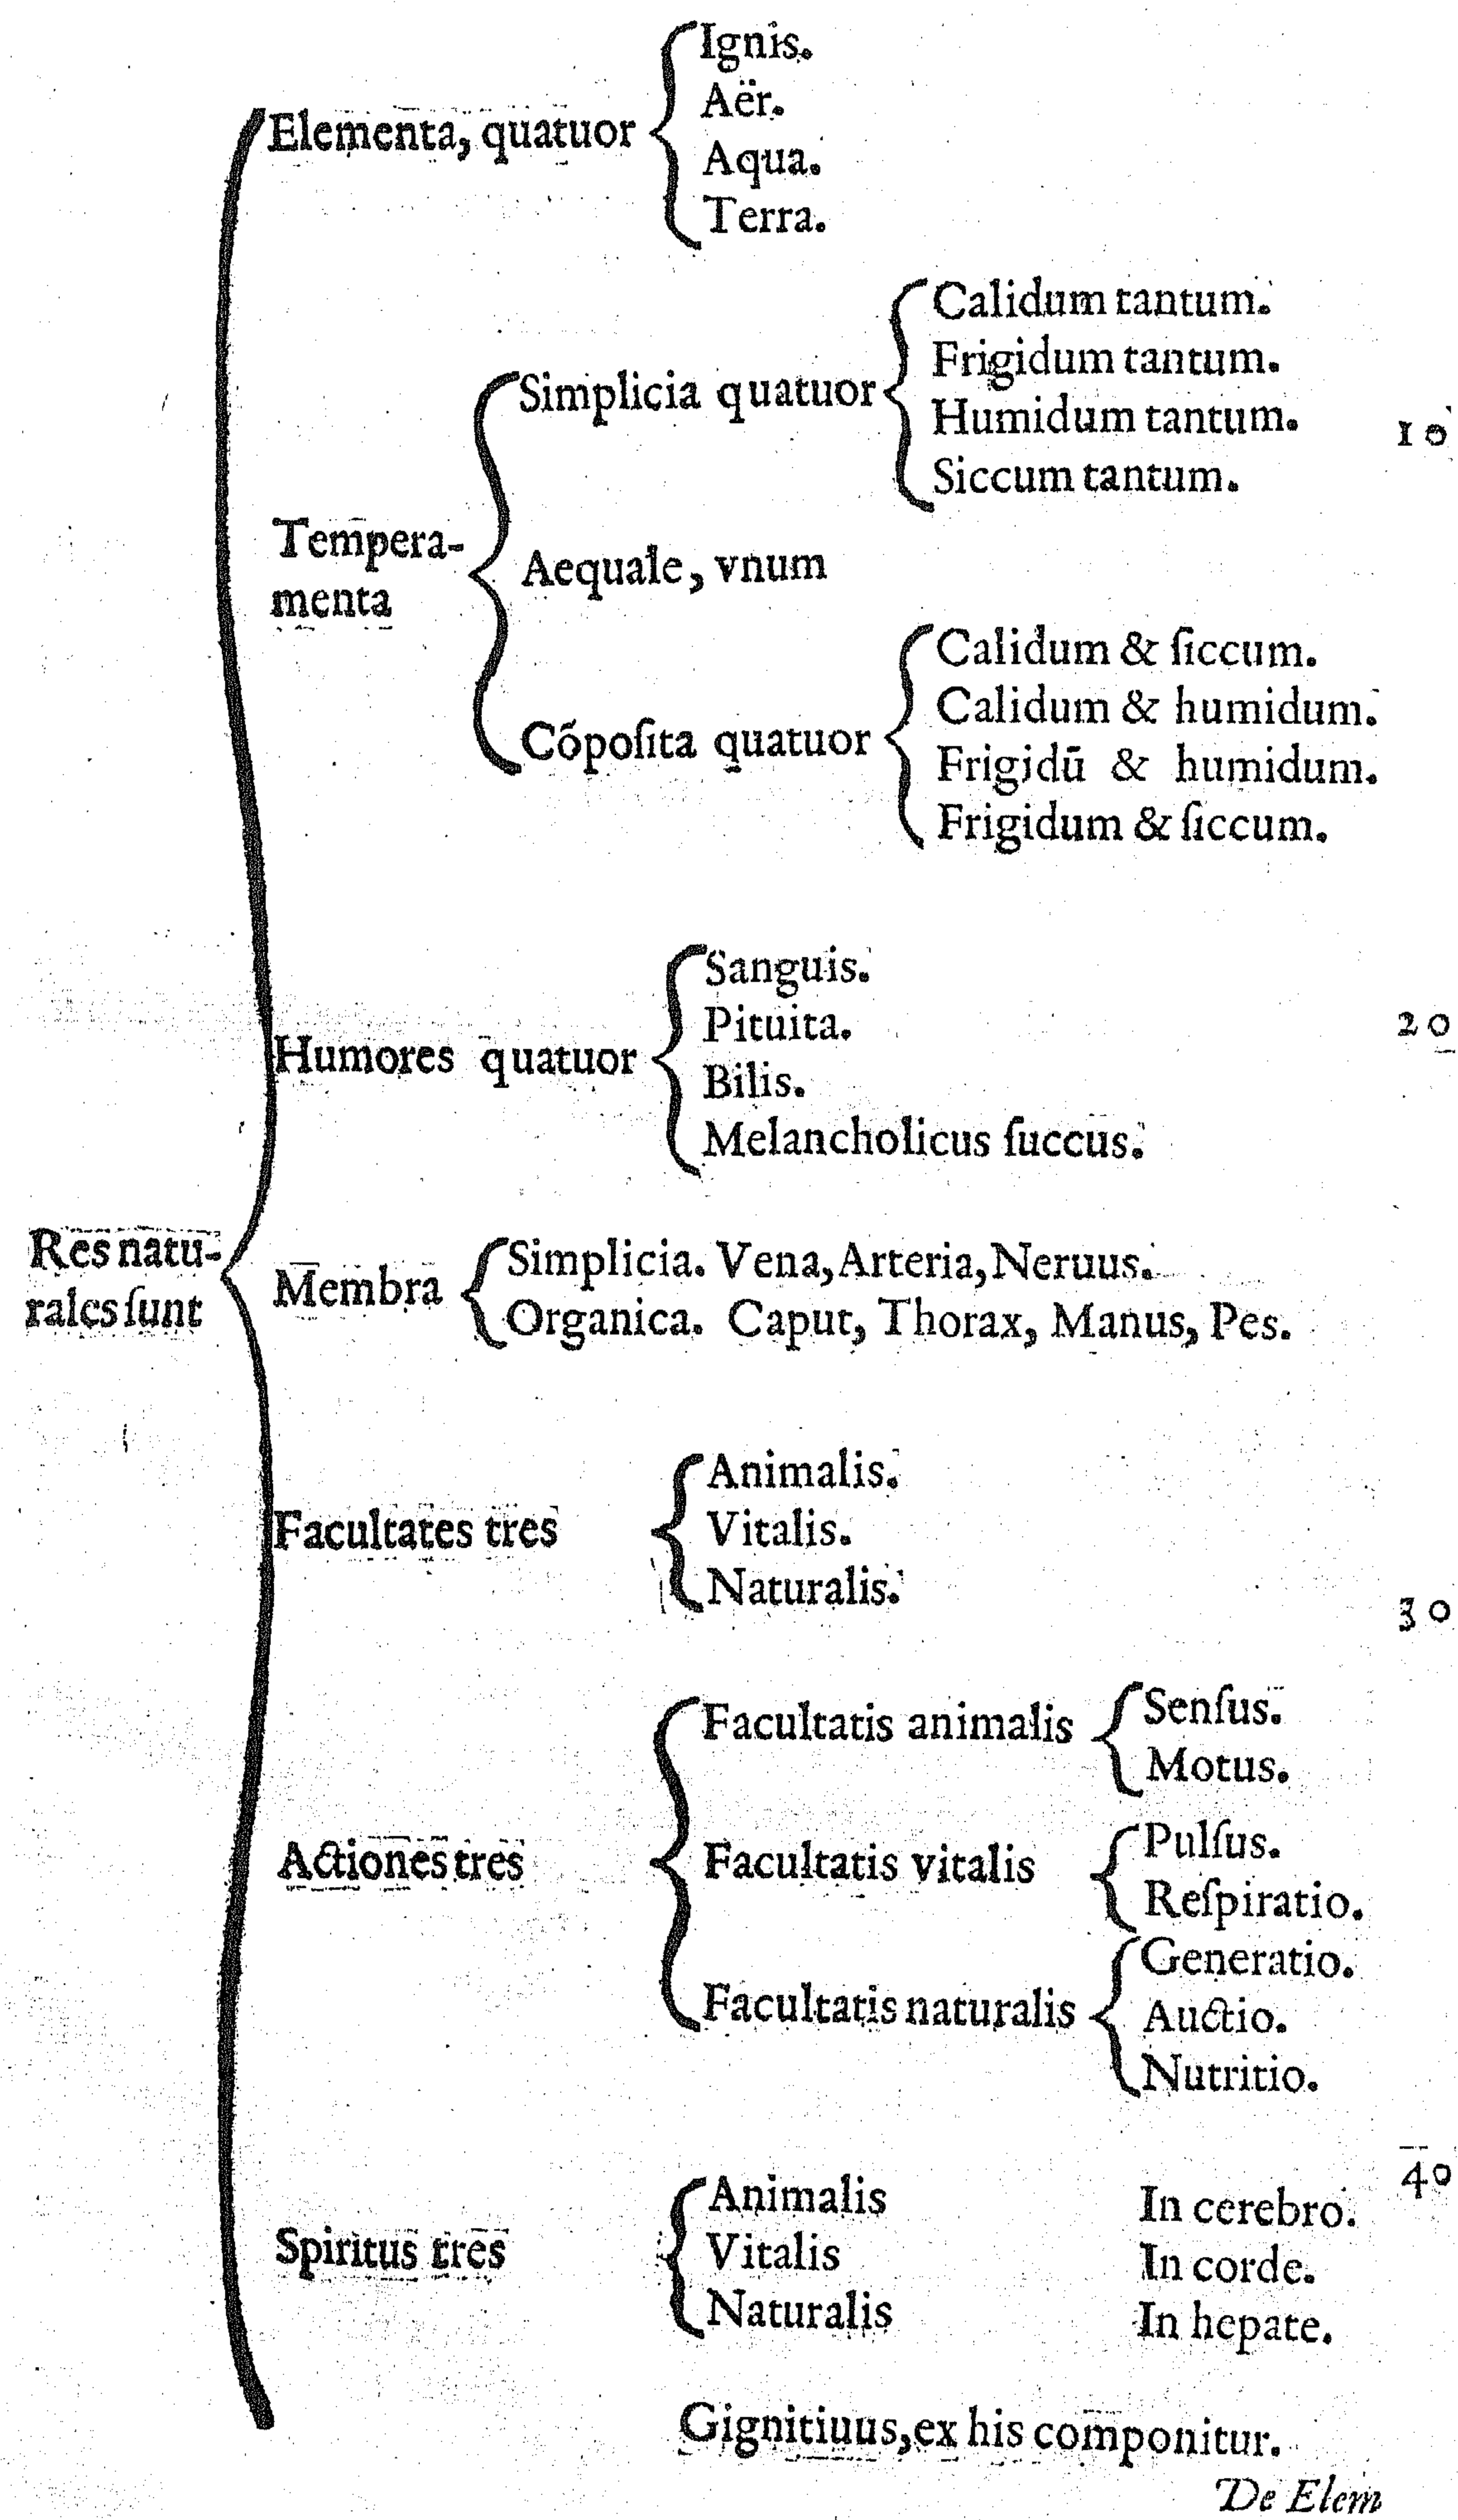 Ignis.
Aër.
Elementa, quatuor
Aqua.
Terra.
Calidum tantum.
Frigidum tantum.
Simplicia quatuor
Humidum tantum.
10
Siccum tantum.
Tempera-
menta
Aequale, vnum
Calidum & ſiccum.
Calidum & humidum.
Cõpoſita quatuor
Frigidū & humidum.
Frigidum & ſiccum.
Sanguis.
Pituita.
20
Humores quatuor
Bilis.
Melancholicus ſuccus.
Res natu-
rales ſunt
Membra
Simplicia. Vena, Arteria, Neruus.
Organica. Caput, Thorax, Manus, Pes.
Animalis.
Facultates tres
Vitalis.
Naturalis.
30
Facultatis animalis
Senſus.
Motus.
Actiones tres
Facultatis vitalis
Pulſus.
Reſpiratio.
Facultatis naturalis
Generatio.
Auctio.
Nutritio.
40
Spiritus tres
Animalis In cerebro.
Vitalis In corde.
Naturalis In hepate.
Gignitiuus, ex his componitur.
De Elem